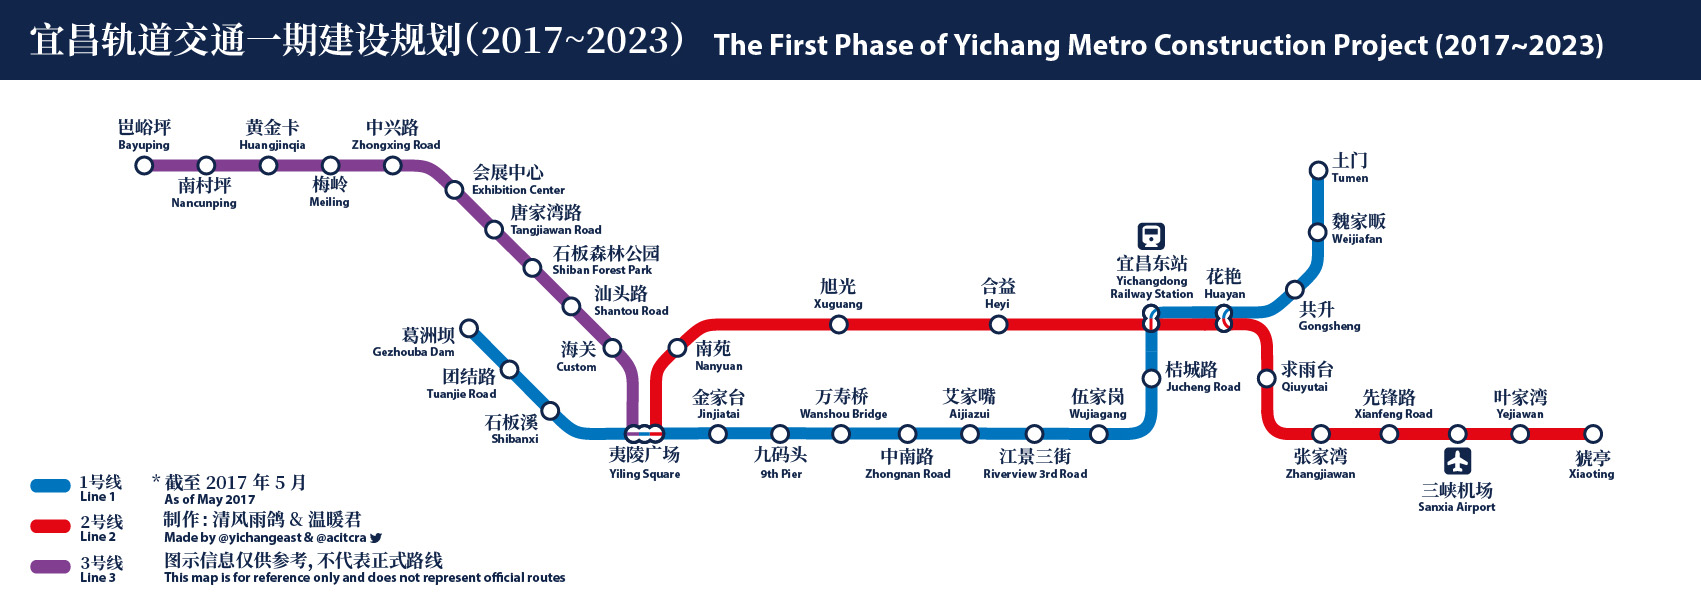 宜昌轨道交通一期建设规划(2017~2023) The First Phase of Yichang Metro Construction Project (2017~2023)
岜峪坪
Bayuping
南村坪
Nancunping
黄金卡
Huangjinqia
梅岭
Meiling
中兴路
Zhongxing Road
会展中心
Exhibition Center
唐家湾路
Tangjiawan Road
石板森林公园
Shiban Forest Park
汕头路
Shantou Road
海关
Custom
葛洲坝
Gezhouba Dam
团结路
Tuanjie Road
石板溪
Shibanxi
夷陵广场
Yiling Square
南苑
Nanyuan
旭光
Xuguang
合益
Heyi
宜昌东站
Yichangdong
Railway Station
花艳
Huayan
土门
Tumen
魏家畈
Weijiafan
共升
Gongsheng
金家台
Jinjiatai
九码头
9th Pier
万寿桥
Wanshou Bridge
中南路
Zhongnan Road
艾家嘴
Aijiazui
江景三街
Riverview 3rd Road
伍家岗
Wujiagang
桔城路
Jucheng Road
求雨台
Qiuyutai
张家湾
Zhangjiawan
先锋路
Xianfeng Road
三峡机场
Sanxia Airport
叶家湾
Yejiawan
猇亭
Xiaoting
1号线
Line 1
2号线
Line 2
3号线
Line 3
* 截至 2017 年 5 月
As of May 2017
制作 : 清风雨鸽 & 温暖君
Made by @yichangeast & @acitcra
图示信息仅供参考, 不代表正式路线
This map is for reference only and does not represent official routes